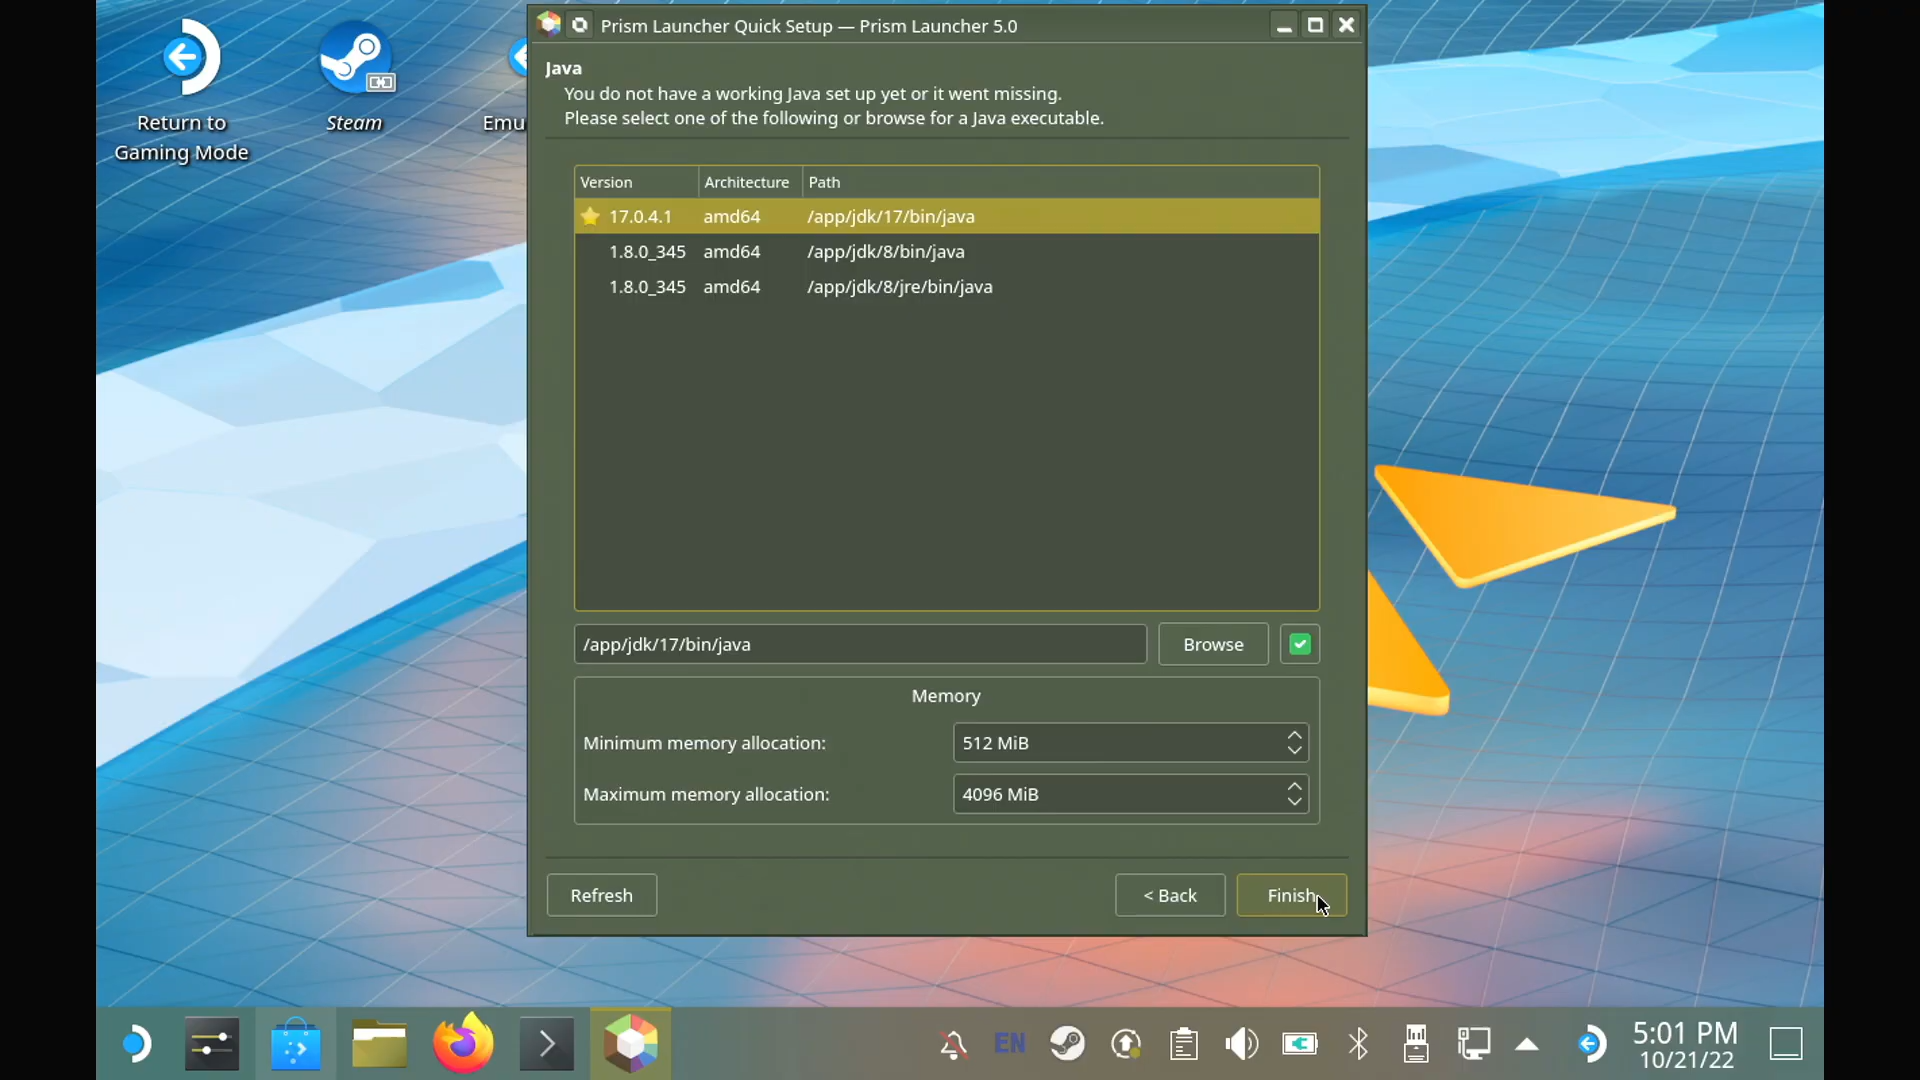 Prism Launcher Quick Setup — Prism Launcher 5.0
Return to
Gaming Mode
Steam
Emu
Java
You do not have a working Java set up yet or it went missing.
Please select one of the following or browse for a Java executable.
Version Architecture Path
17.0.4.1 amd64 /app/jdk/17/bin/java
1.8.0_345 amd64 /app/jdk/8/bin/java
1.8.0_345 amd64 /app/jdk/8/jre/bin/java
/app/jdk/17/bin/java Browse
Memory
Minimum memory allocation: 512 MiB
Maximum memory allocation: 4096 MiB
Refresh < Back Finish
EN 5:01 PM
10/21/22